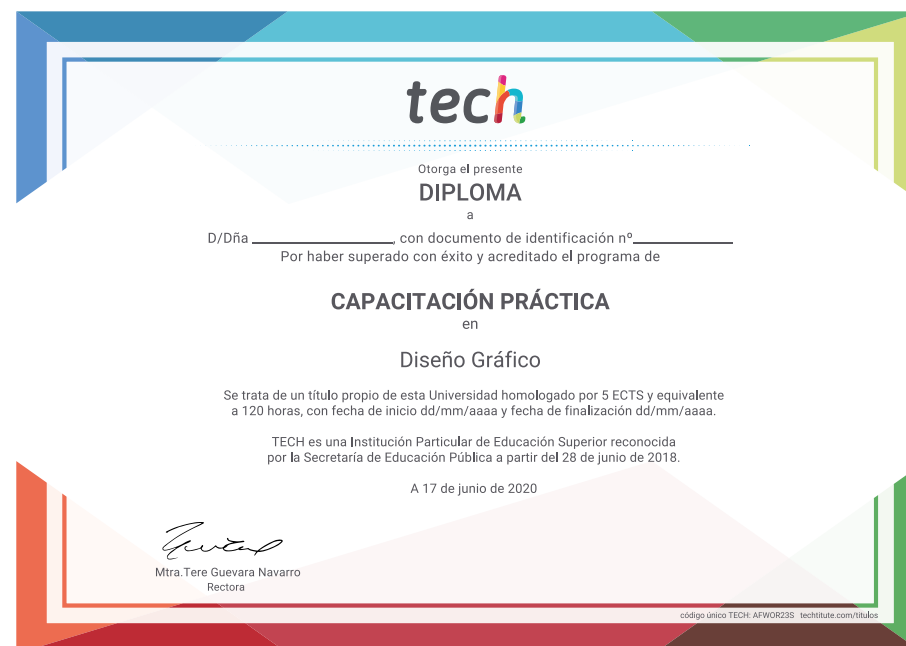 tech
Otorga el presente
DIPLOMA
a
D/Dña ____________________, con documento de identificación nº______________
Por haber superado con éxito y acreditado el programa de
CAPACITACIÓN PRÁCTICA
en
Diseño Gráfico
Se trata de un título propio de esta Universidad homologado por 5 ECTS y equivalente
a 120 horas, con fecha de inicio dd/mm/aaaa y fecha de finalización dd/mm/aaaa.
TECH es una Institución Particular de Educación Superior reconocida
por la Secretaría de Educación Pública a partir del 28 de junio de 2018.
A 17 de junio de 2020
Mtra.Tere Guevara Navarro
Rectora
código único TECH: AFWOR23S techtitute.com/titulos